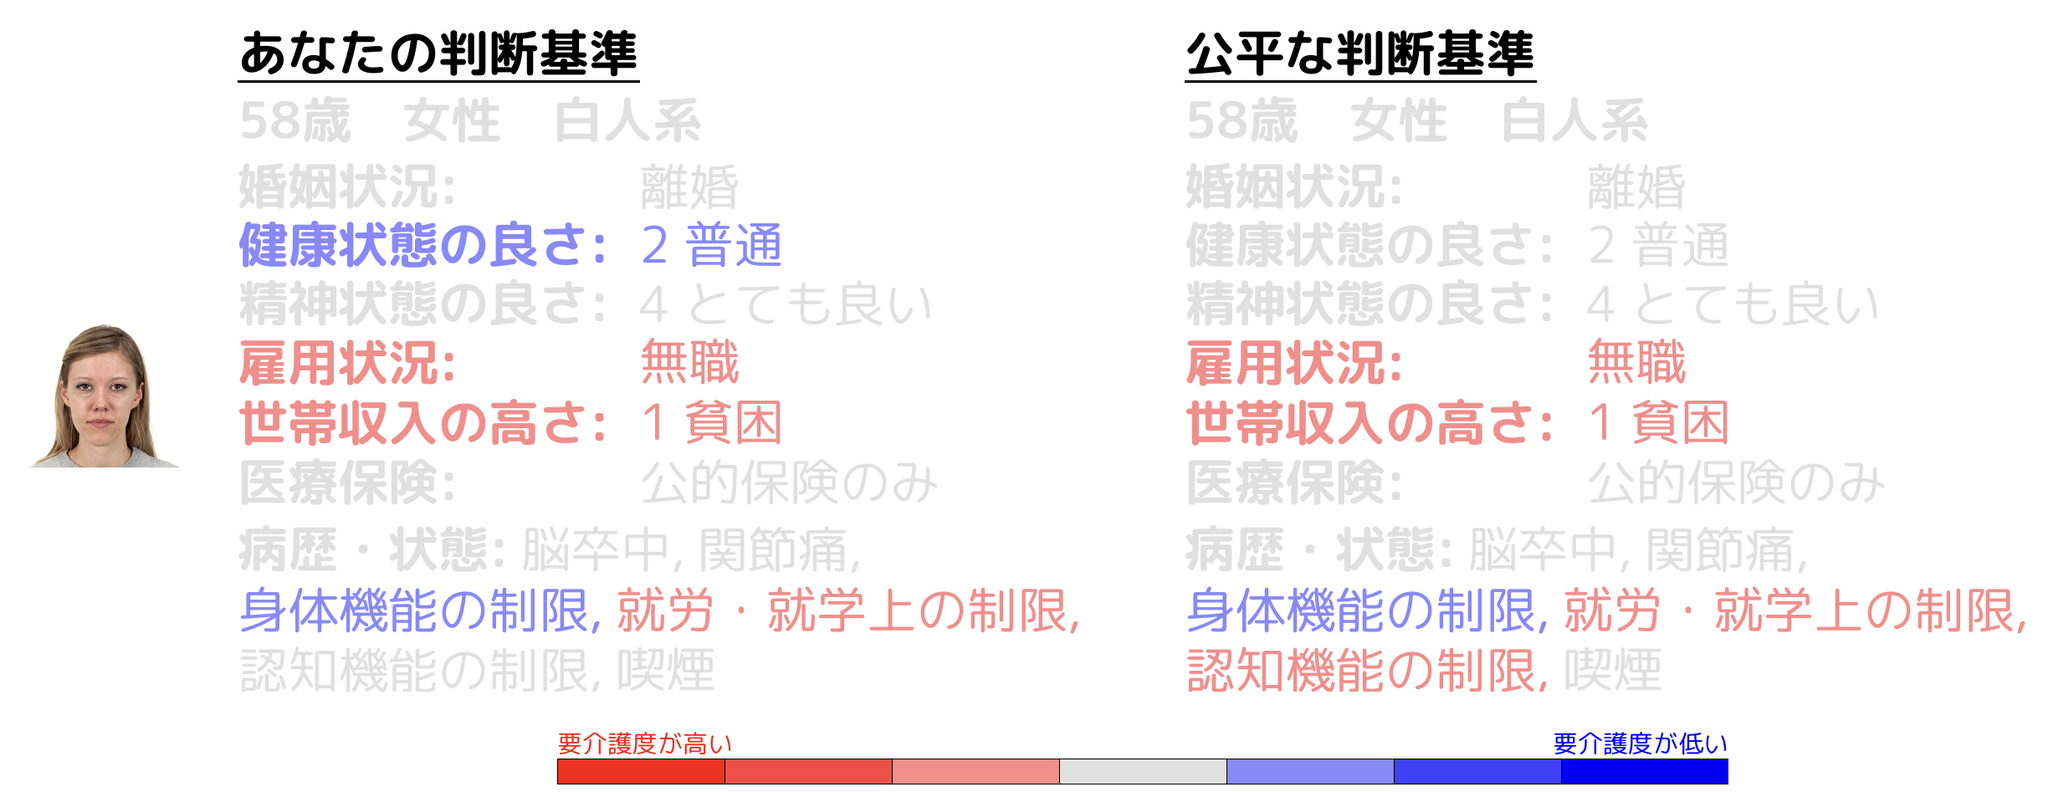 あなたの判断基準
58歳 女性 白人系
婚姻状況: 離婚
健康状態の良さ: 2 普通
精神状態の良さ: 4 とても良い
雇用状況: 無職
世帯収入の高さ: 1 貧困
医療保険: 公的保険のみ
病歴・状態: 脳卒中, 関節痛,
身体機能の制限, 就労・就学上の制限,
認知機能の制限, 喫煙
公平な判断基準
58歳 女性 白人系
婚姻状況: 離婚
健康状態の良さ: 2 普通
精神状態の良さ: 4 とても良い
雇用状況: 無職
世帯収入の高さ: 1 貧困
医療保険: 公的保険のみ
病歴・状態: 脳卒中, 関節痛,
身体機能の制限, 就労・就学上の制限,
認知機能の制限, 喫煙
要介護度が高い
要介護度が低い